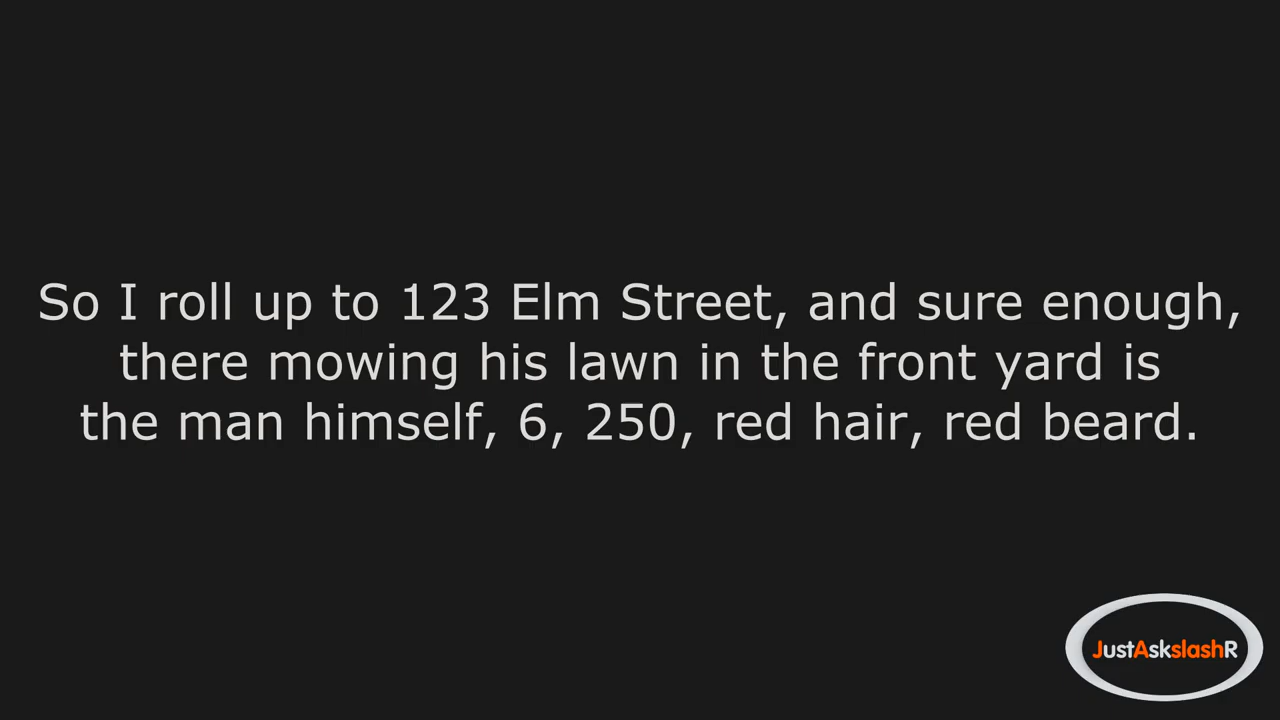 So I roll up to 123 Elm Street, and sure enough,
there mowing his lawn in the front yard is
the man himself, 6, 250, red hair, red beard.
JustAskslashR